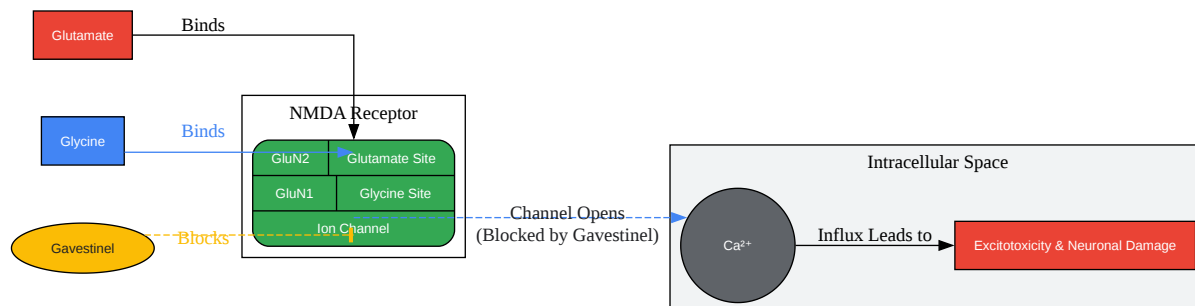 Glutamate
Binds
NMDA Receptor
Glycine
Binds
GluN2
Glutamate Site
GluN1
Glycine Site
Ion Channel
Gavestinel
Blocks
Channel Opens
(Blocked by Gavestinel)
Intracellular Space
Ca²⁺
Influx Leads to
Excitotoxicity & Neuronal Damage